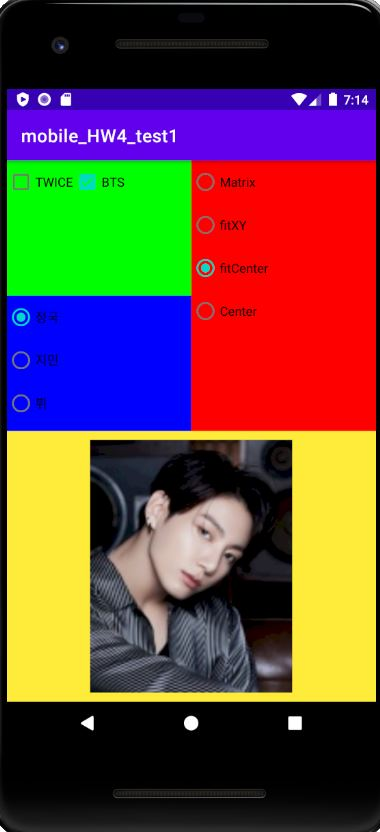 7:14
mobile_HW4_test1
TWICE BTS
정국
지민
뷔
Matrix
fitXY
fitCenter
Center